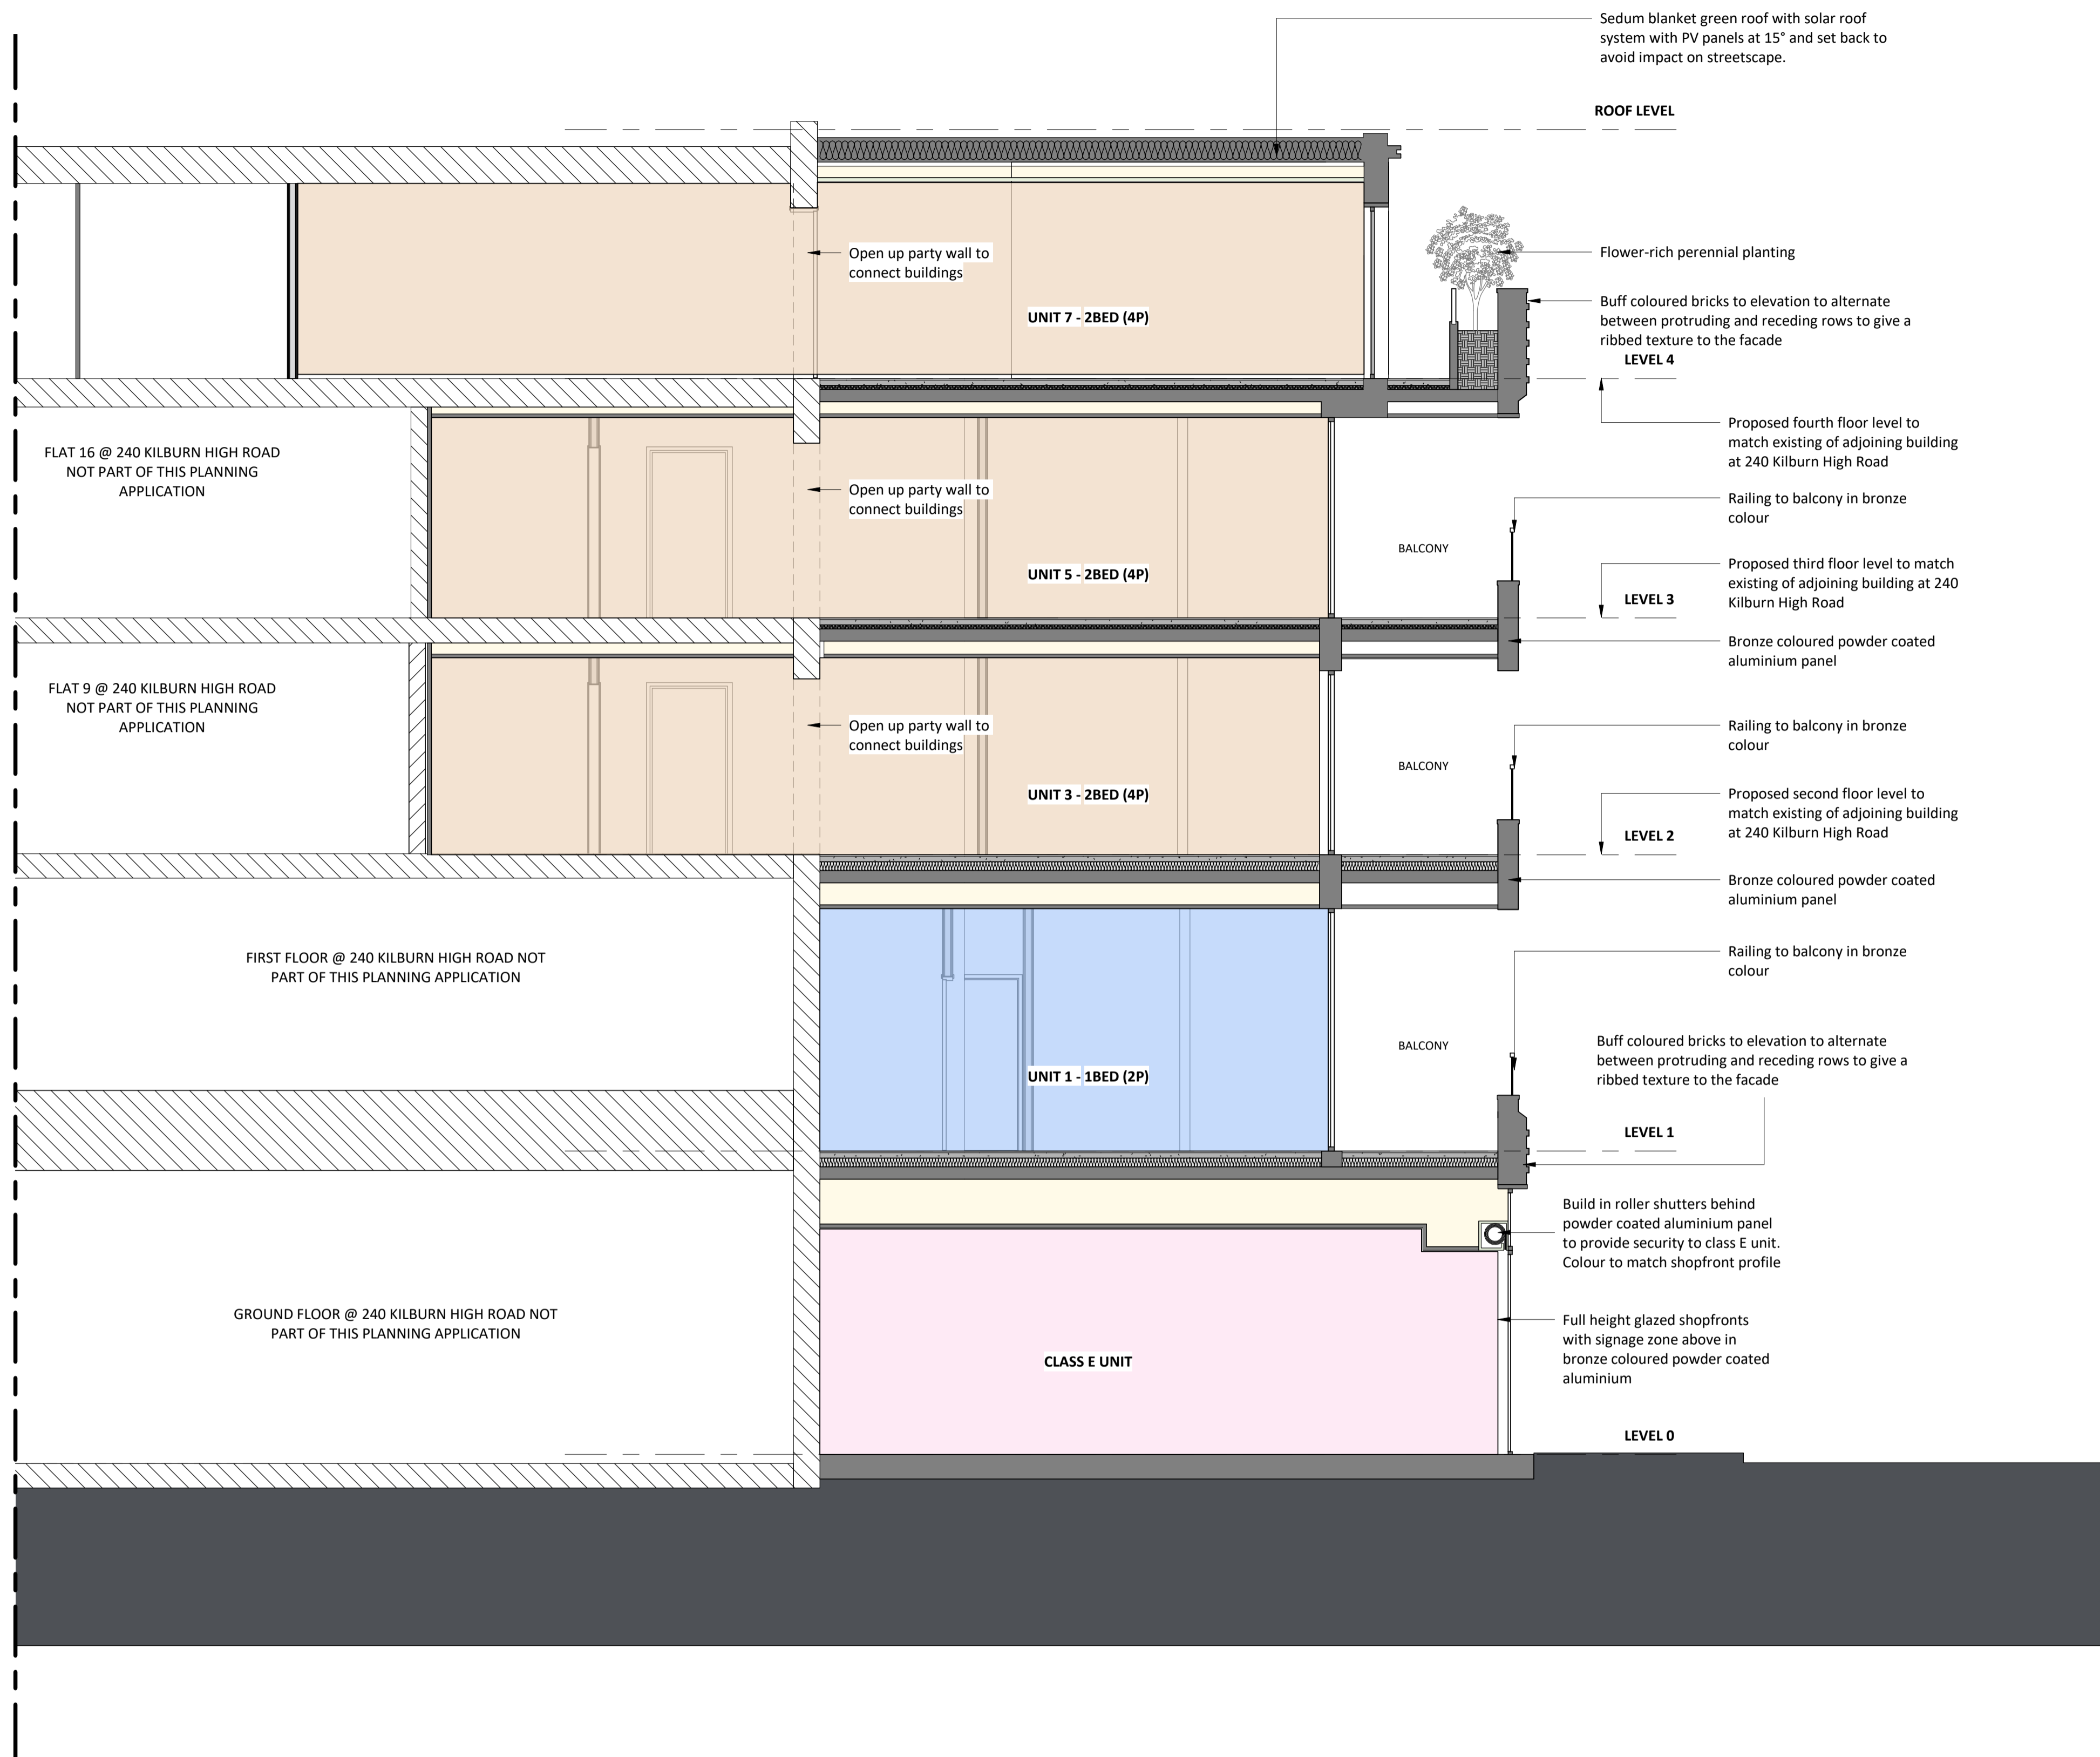 Sedum blanket green roof with solar roof
system with PV panels at 15° and set back to
avoid impact on streetscape.
ROOF LEVEL
Open up party wall to
connect buildings
Flower-rich perennial planting
UNIT 7 - 2BED (4P)
Buff coloured bricks to elevation to alternate
between protruding and receding rows to give a
ribbed texture to the facade
LEVEL 4
Proposed fourth floor level to
match existing of adjoining building
at 240 Kilburn High Road
FLAT 16 @ 240 KILBURN HIGH ROAD
NOT PART OF THIS PLANNING
APPLICATION
Open up party wall to
connect buildings
Railing to balcony in bronze
colour
BALCONY
UNIT 5 - 2BED (4P)
Proposed third floor level to match
existing of adjoining building at 240
Kilburn High Road
LEVEL 3
Bronze coloured powder coated
aluminium panel
FLAT 9 @ 240 KILBURN HIGH ROAD
NOT PART OF THIS PLANNING
APPLICATION
Open up party wall to
connect buildings
Railing to balcony in bronze
colour
BALCONY
UNIT 3 - 2BED (4P)
Proposed second floor level to
match existing of adjoining building
at 240 Kilburn High Road
LEVEL 2
Bronze coloured powder coated
aluminium panel
FIRST FLOOR @ 240 KILBURN HIGH ROAD NOT
PART OF THIS PLANNING APPLICATION
Railing to balcony in bronze
colour
BALCONY
UNIT 1 - 1BED (2P)
Buff coloured bricks to elevation to alternate
between protruding and receding rows to give a
ribbed texture to the facade
LEVEL 1
Build in roller shutters behind
powder coated aluminium panel
to provide security to class E unit.
Colour to match shopfront profile
GROUND FLOOR @ 240 KILBURN HIGH ROAD NOT
PART OF THIS PLANNING APPLICATION
Full height glazed shopfronts
with signage zone above in
bronze coloured powder coated
aluminium
CLASS E UNIT
LEVEL 0